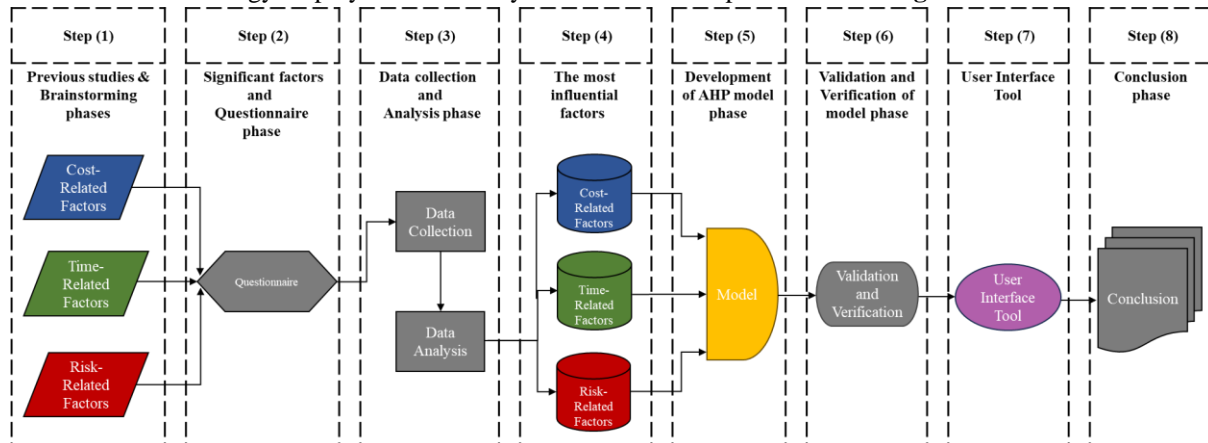 Step (1)
Step (2)
Step (3)
Step (4)
Step (5)
Step (6)
Step (7)
Step (8)
Previous studies &
Brainstorming
phases
Significant factors
and
Questionnaire
phase
Data collection
and
Analysis phase
The most
influential
factors
Development
of AHP model
phase
Validation and
Verification of
model phase
User Interface
Tool
Conclusion
phase
Cost-
Related
Factors
Time-
Related
Factors
Risk-
Related
Factors
Questionnaire
Data
Collection
Data
Analysis
Cost-
Related
Factors
Time-
Related
Factors
Risk-
Related
Factors
Model
Validation
and
Verification
User
Interface
Tool
Conclusion